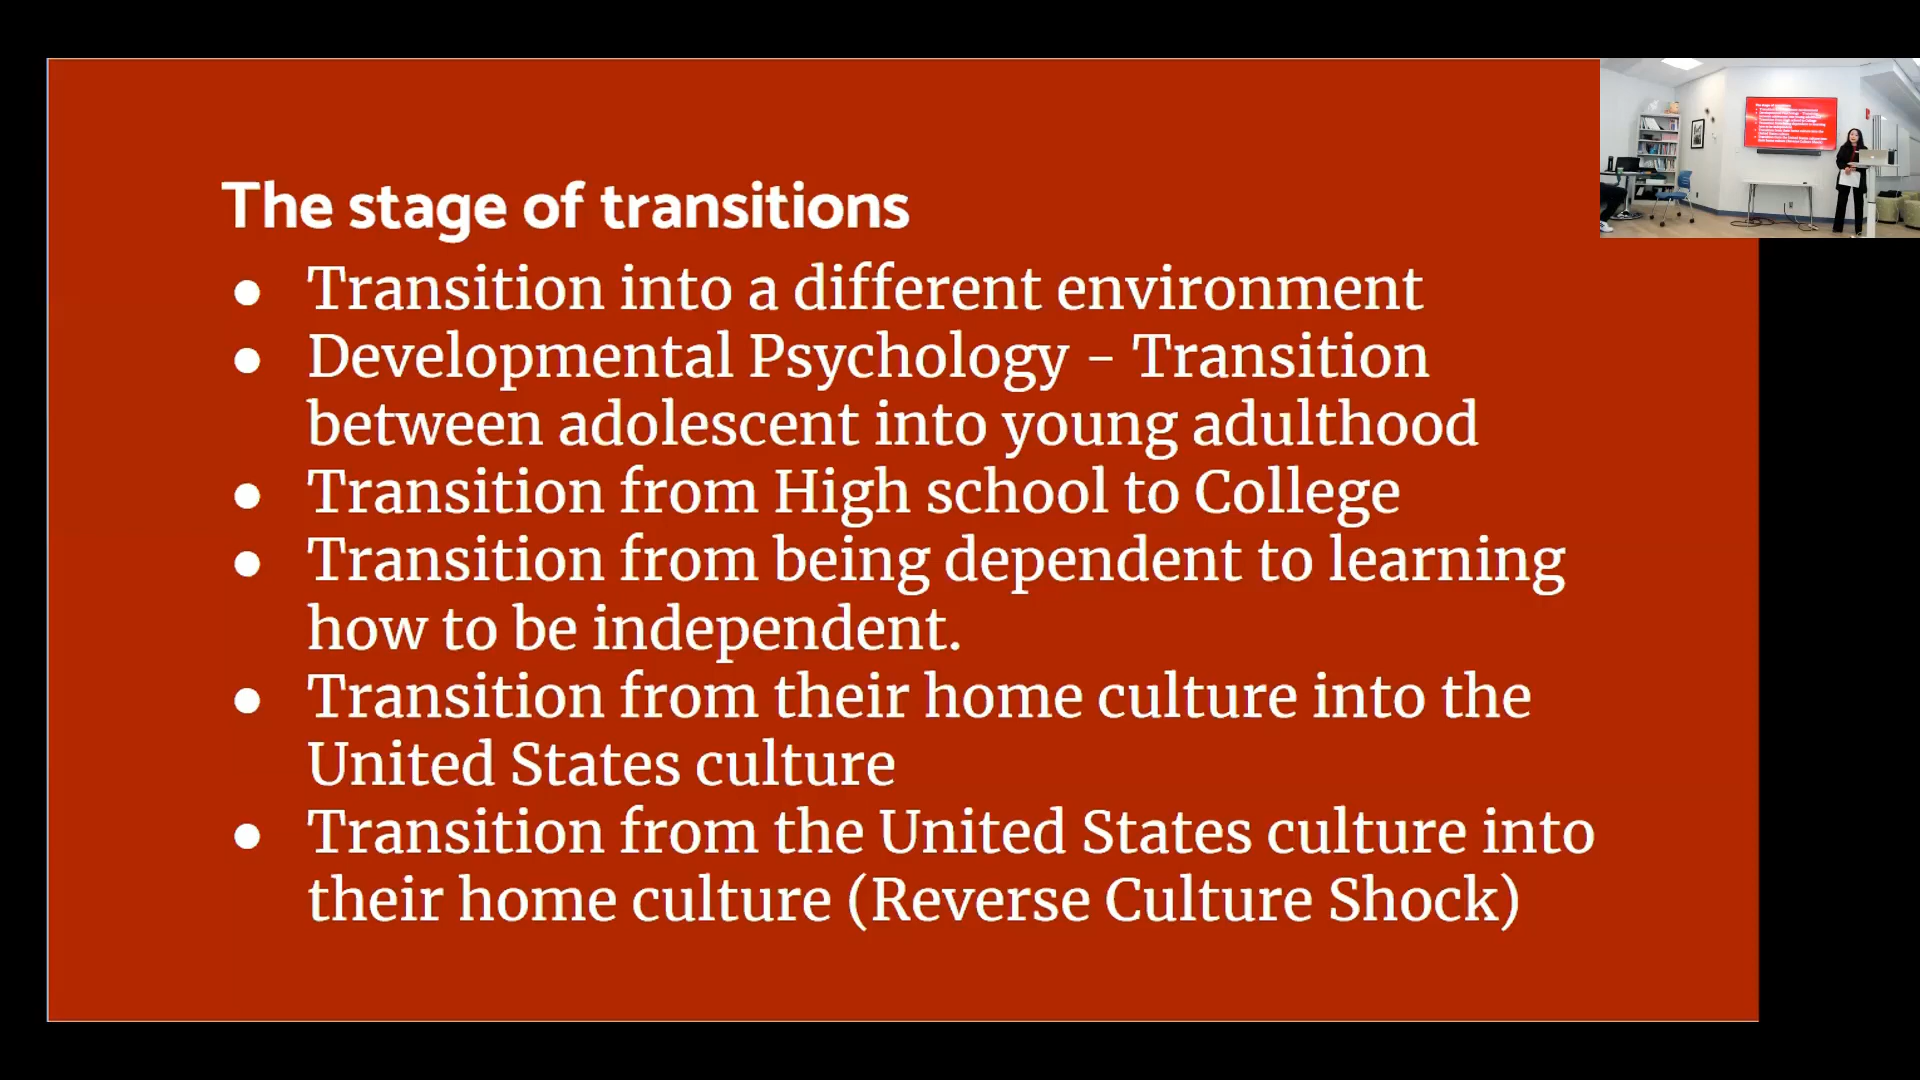 The stage of transitions
● Transition into a different environment
● Developmental Psychology - Transition
between adolescent into young adulthood
● Transition from High school to College
● Transition from being dependent to learning
how to be independent.
● Transition from their home culture into the
United States culture
● Transition from the United States culture into
their home culture (Reverse Culture Shock)